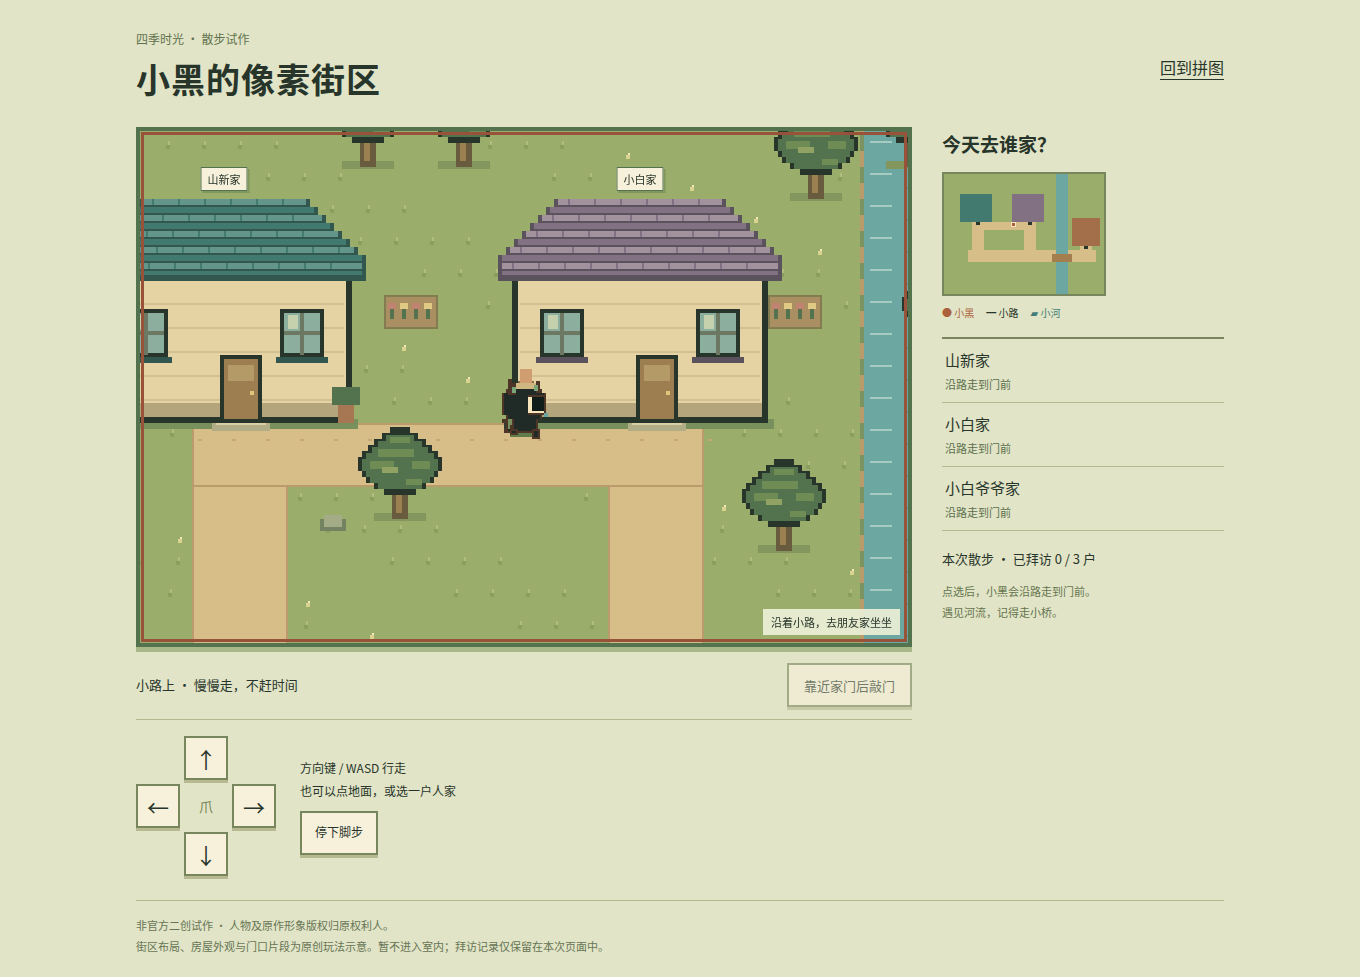 四季时光 · 散步试作
小黑的像素街区
回到拼图
山新家
小白家
沿着小路，去朋友家坐坐
今天去谁家？
小黑 小路 小河
山新家
沿路走到门前
小白家
沿路走到门前
小白爷爷家
沿路走到门前
本次散步 · 已拜访 0 / 3 户
点选后，小黑会沿路走到门前。
遇见河流，记得走小桥。
小路上 · 慢慢走，不赶时间
靠近家门后敲门
↑
← 爪 →
↓
方向键 / WASD 行走
也可以点地面，或选一户人家
停下脚步
非官方二创试作 · 人物及原作形象版权归原权利人。
街区布局、房屋外观与门口片段为原创玩法示意。暂不进入室内；拜访记录仅保留在本次页面中。